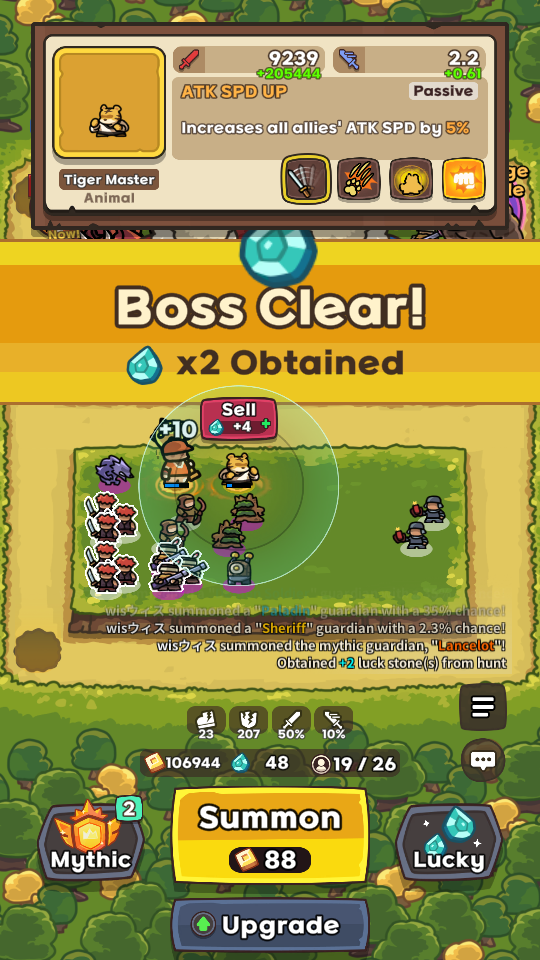 9239
+205444
2.2
+0.61
ATK SPD UP
Passive
Increases all allies' ATK SPD by 5%
Tiger Master
Animal
Now!
Boss Clear!
x2 Obtained
+10
Sell
+4
wisウィス summoned a "Paladin" guardian with a 35% chance!
wisウィス summoned a "Sheriff" guardian with a 2.3% chance!
wisウィス summoned the mythic guardian, "Lancelot"!
Obtained +2 luck stone(s) from hunt
23
207
50%
10%
106944
48
19 / 26
2
Mythic
Summon
88
Lucky
Upgrade